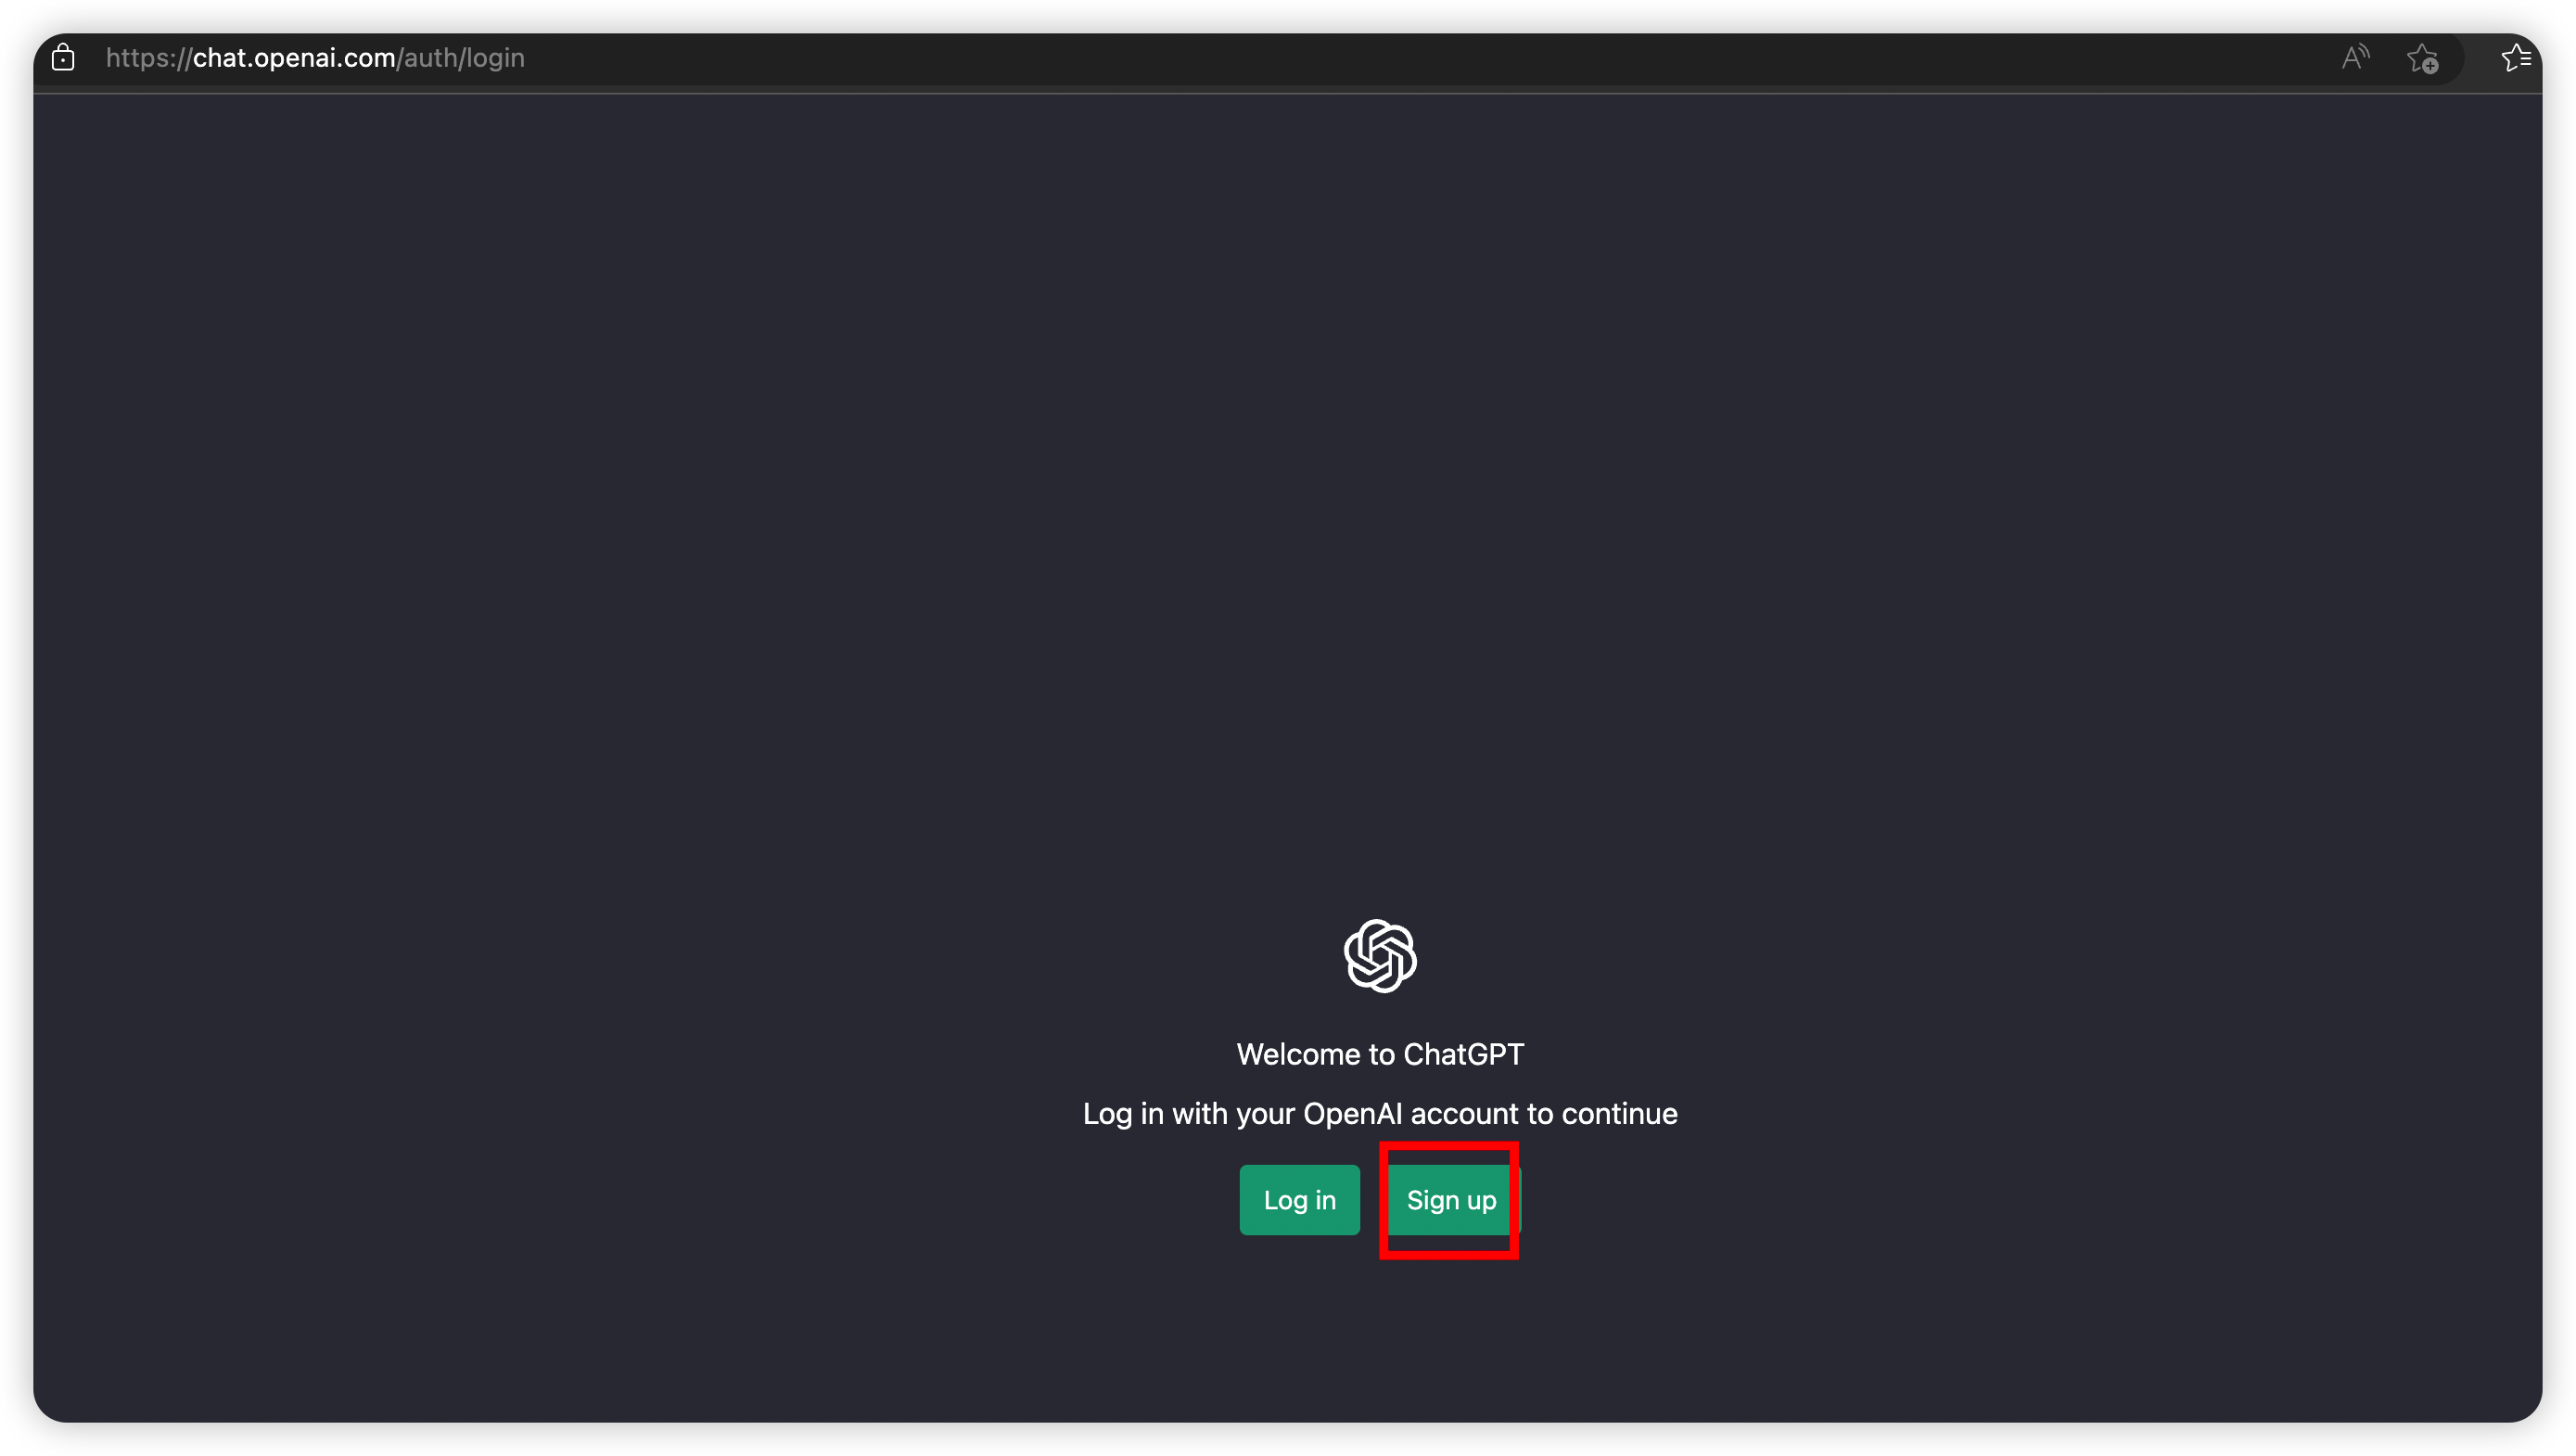 https://chat.openai.com/auth/login
Welcome to ChatGPT
Log in with your OpenAI account to continue
Log in
Sign up